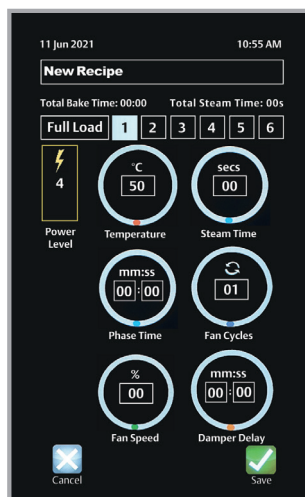 11 Jun 2021 10:55 AM
New Recipe
Total Bake Time: 00:00 Total Steam Time: 00s
Full Load 1 2 3 4 5 6
4
Power
Level
°C
50
Temperature
secs
00
Steam Time
mm:ss
00:00
Phase Time
01
Fan Cycles
%
00
Fan Speed
mm:ss
00:00
Damper Delay
Cancel
Save